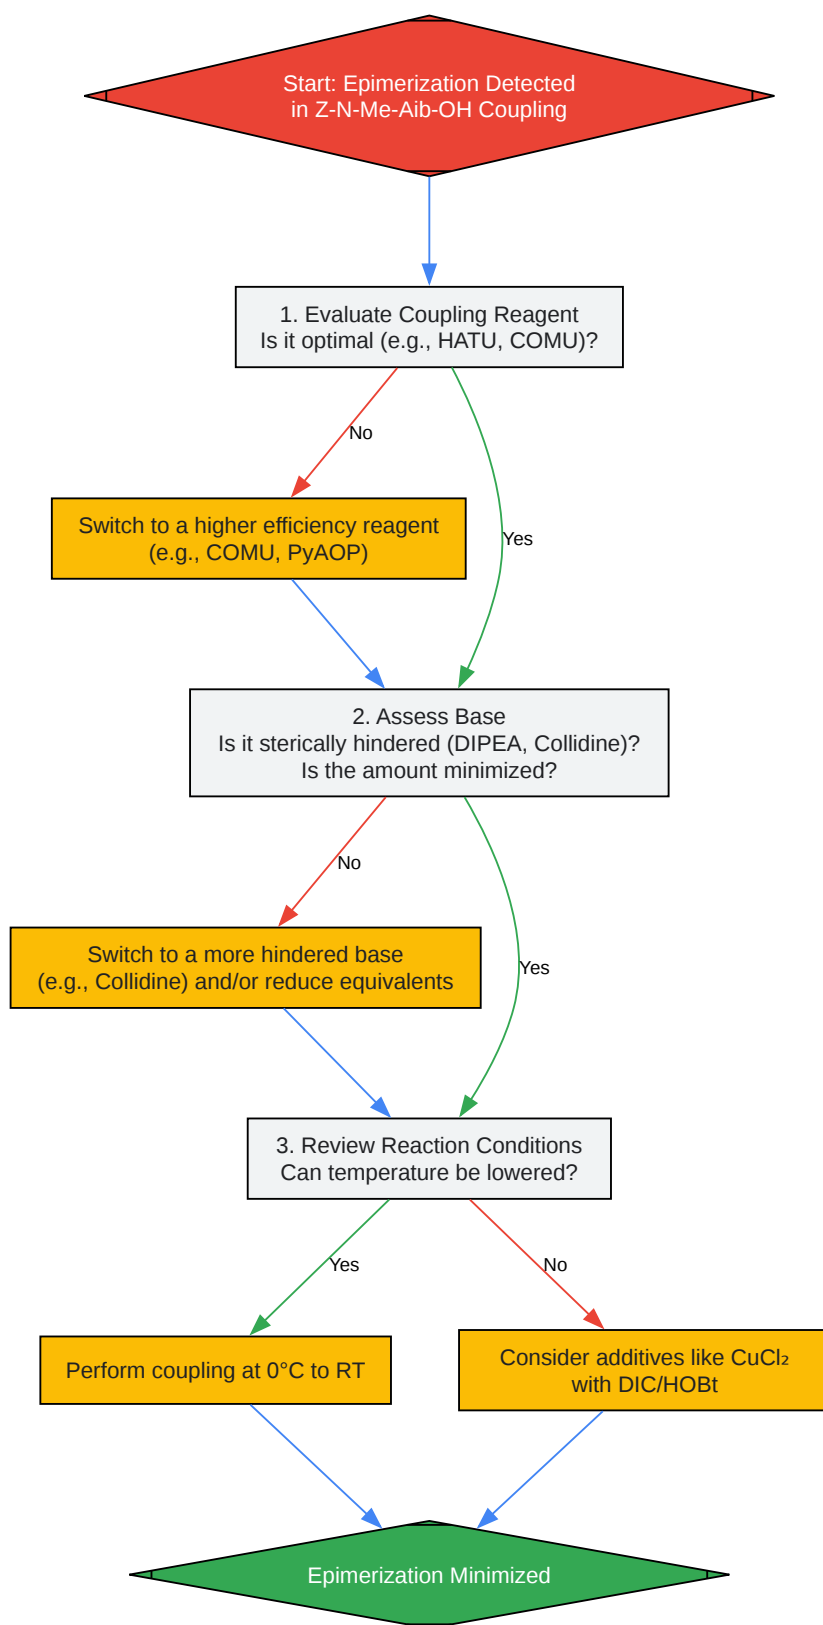 Start: Epimerization Detected
in Z-N-Me-Aib-OH Coupling
1. Evaluate Coupling Reagent
Is it optimal (e.g., HATU, COMU)?
No
Switch to a higher efficiency reagent
(e.g., COMU, PyAOP)
Yes
2. Assess Base
Is it sterically hindered (DIPEA, Collidine)?
Is the amount minimized?
No
Switch to a more hindered base
(e.g., Collidine) and/or reduce equivalents
Yes
3. Review Reaction Conditions
Can temperature be lowered?
Yes
No
Perform coupling at 0°C to RT
Consider additives like CuCl₂
with DIC/HOBt
Epimerization Minimized